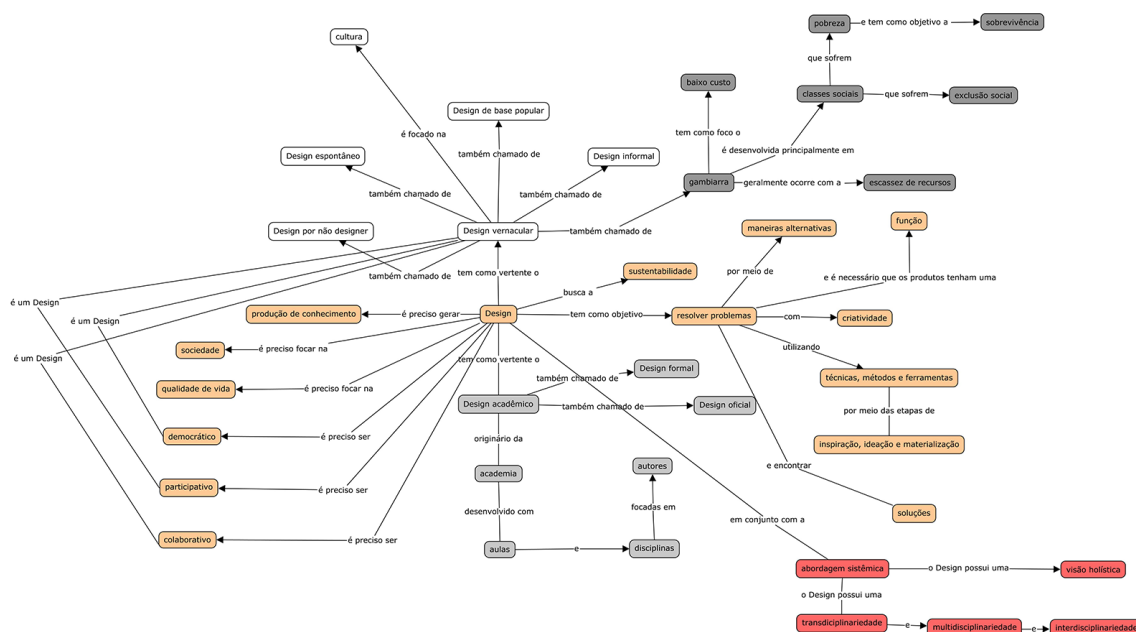 pobreza
e tem como objetivo a
sobrevivência
cultura
que sofrem
baixo custo
classes sociais
que sofrem
exclusão social
Design de base popular
é focado na
tem como foco o
é desenvolvida principalmente em
Design espontâneo
também chamado de
Design informal
gambiarra
geralmente ocorre com a
escassez de recursos
também chamado de
também chamado de
função
maneiras alternativas
Design por não designer
Design vernacular
também chamado de
também chamado de
tem como vertente o
sustentabilidade
por meio de
e é necessário que os produtos tenham uma
busca a
é um Design
produção de conhecimento
é preciso gerar
Design
tem como objetivo
resolver problemas
com
criatividade
é um Design
sociedade
é preciso focar na
utilizando
é um Design
tem como vertente o
Design formal
também chamado de
técnicas, métodos e ferramentas
qualidade de vida
é preciso focar na
Design acadêmico
também chamado de
Design oficial
por meio das etapas de
democrático
é preciso ser
originário da
inspiração, ideação e materialização
autores
e encontrar
academia
participativo
é preciso ser
focadas em
desenvolvido com
soluções
em conjunto com a
colaborativo
é preciso ser
aulas
e
disciplinas
abordagem sistêmica
o Design possui uma
visão holística
o Design possui uma
transdiciplinariedade
e
multidisciplinariedade
e
interdisciplinariedade